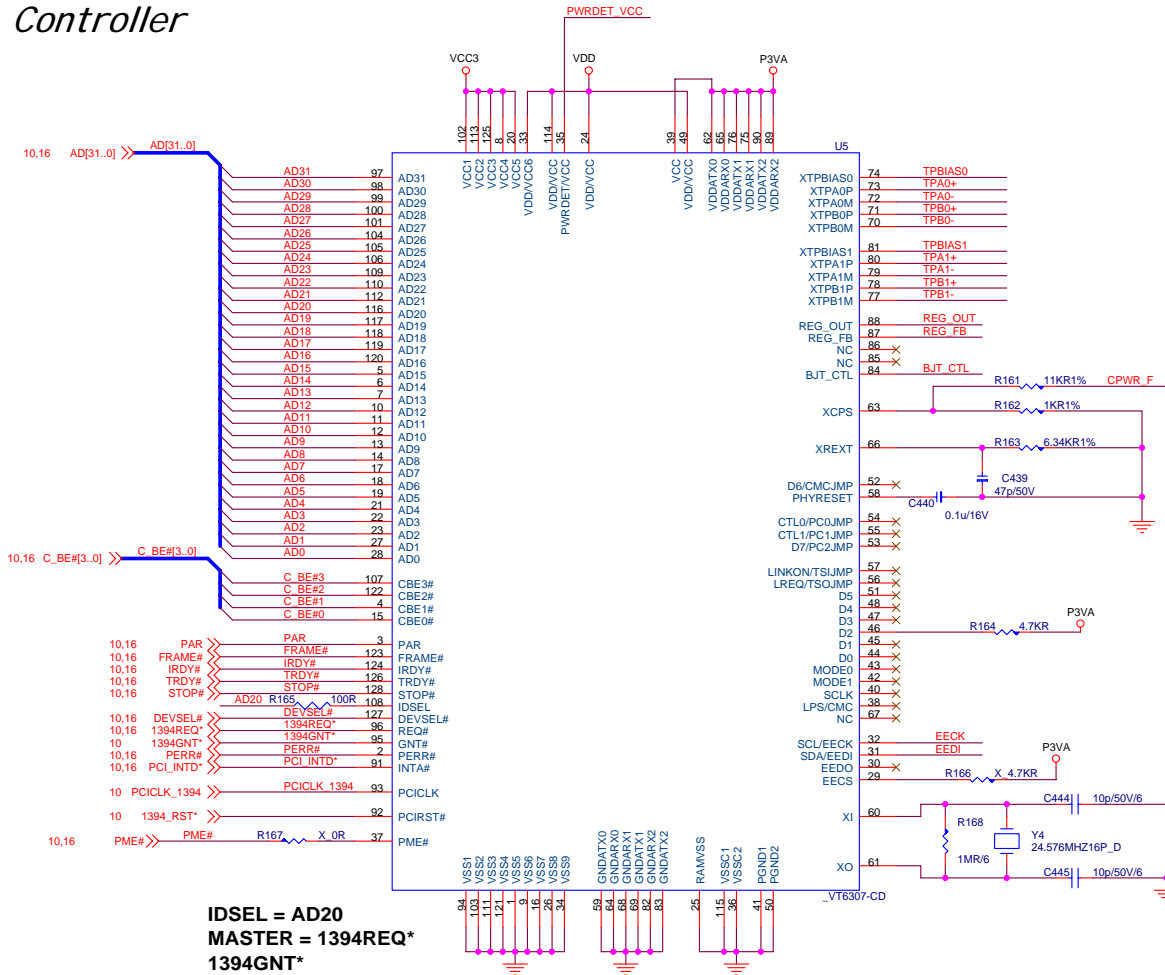 Controller
PWRDET_VCC
VCC3
VDD
P3VA
102
113
125
8
20
33
114
35
24
39
49
62
65
76
75
90
89
U5
VCC1
VCC2
VCC3
VCC4
VCC5
VDD/VCC6
VDD/VCC
PWRDET/VCC
VDD/VCC
VCC
VDD/VCC
VDDATX0
VDDARX0
VDDATX1
VDDARX1
VDDATX2
VDDARX2
10,16 AD[31..0] AD[31..0]
AD31 97 AD31
AD30 98 AD30
AD29 99 AD29
AD28 100 AD28
AD27 101 AD27
AD26 104 AD26
AD25 105 AD25
AD24 106 AD24
AD23 109 AD23
AD22 110 AD22
AD21 112 AD21
AD20 116 AD20
AD19 117 AD19
AD18 118 AD18
AD17 119 AD17
AD16 120 AD16
AD15 5 AD15
AD14 6 AD14
AD13 7 AD13
AD12 10 AD12
AD11 11 AD11
AD10 12 AD10
AD9 13 AD9
AD8 14 AD8
AD7 17 AD7
AD6 18 AD6
AD5 19 AD5
AD4 21 AD4
AD3 22 AD3
AD2 23 AD2
AD1 27 AD1
AD0 28 AD0
10,16 C_BE#[3..0] C_BE#[3..0]
C_BE#3 107 CBE3#
C_BE#2 122 CBE2#
C_BE#1 4 CBE1#
C_BE#0 15 CBE0#
10,16 PAR PAR 3 PAR
10,16 FRAME# FRAME# 123 FRAME#
10,16 IRDY# IRDY# 124 IRDY#
10,16 TRDY# TRDY# 126 TRDY#
10,16 STOP# STOP# 128 STOP#
AD20 R165 100R 108 IDSEL
10,16 DEVSEL# DEVSEL# 127 DEVSEL#
10,16 1394REQ* 1394REQ* 96 REQ#
10 1394GNT* 1394GNT* 95 GNT#
10,16 PERR# PERR# 2 PERR#
10,16 PCI_INTD* PCI_INTD* 91 INTA#
10 PCICLK_1394 PCICLK_1394 93 PCICLK
10 1394_RST* 92 PCIRST#
10,16 PME# PME# R167 X_0R 37 PME#
XTPBIAS0 74 TPBIAS0
XTPA0P 73 TPA0+
XTPA0M 72 TPA0-
XTPB0P 71 TPB0+
XTPB0M 70 TPB0-
XTPBIAS1 81 TPBIAS1
XTPA1P 80 TPA1+
XTPA1M 79 TPA1-
XTPB1P 78 TPB1+
XTPB1M 77 TPB1-
REG_OUT 88 REG_OUT
REG_FB 87 REG_FB
NC 86
NC 85
BJT_CTL 84 BJT_CTL
R161 11KR1% CPWR_F
XCPS 63 R162 1KR1%
XREXT 66 R163 6.34KR1%
C439
47p/50V
D6/CMCJMP 52
PHYRESET 58 C440
0.1u/16V
CTL0/PC0JMP 54
CTL1/PC1JMP 55
D7/PC2JMP 53
LINKON/TSIJMP 57
LREQ/TSOJMP 56
D5 51
D4 48
D3 47
D2 46 R164 4.7KR P3VA
D1 45
D0 44
MODE0 43
MODE1 42
SCLK 40
LPS/CMC 38
NC 67
SCL/EECK 32 EECK
SDA/EEDI 31 EEDI
EEDO 30
EECS 29 R166 X_4.7KR P3VA
XI 60 C444 10p/50V/6
R168
1MR/6
Y4
24.576MHZ16P_D
XO 61 C445 10p/50V/6
VSS1
VSS2
VSS3
VSS4
VSS5
VSS6
VSS7
VSS8
VSS9
GNDATX0
GNDARX0
GNDARX1
GNDATX1
GNDARX2
GNDATX2
RAMVSS
VSSC1
VSSC2
PGND1
PGND2
_VT6307-CD
94
103
111
121
1
9
16
26
34
59
64
68
69
82
83
25
115
36
41
50
IDSEL = AD20
MASTER = 1394REQ*
1394GNT*